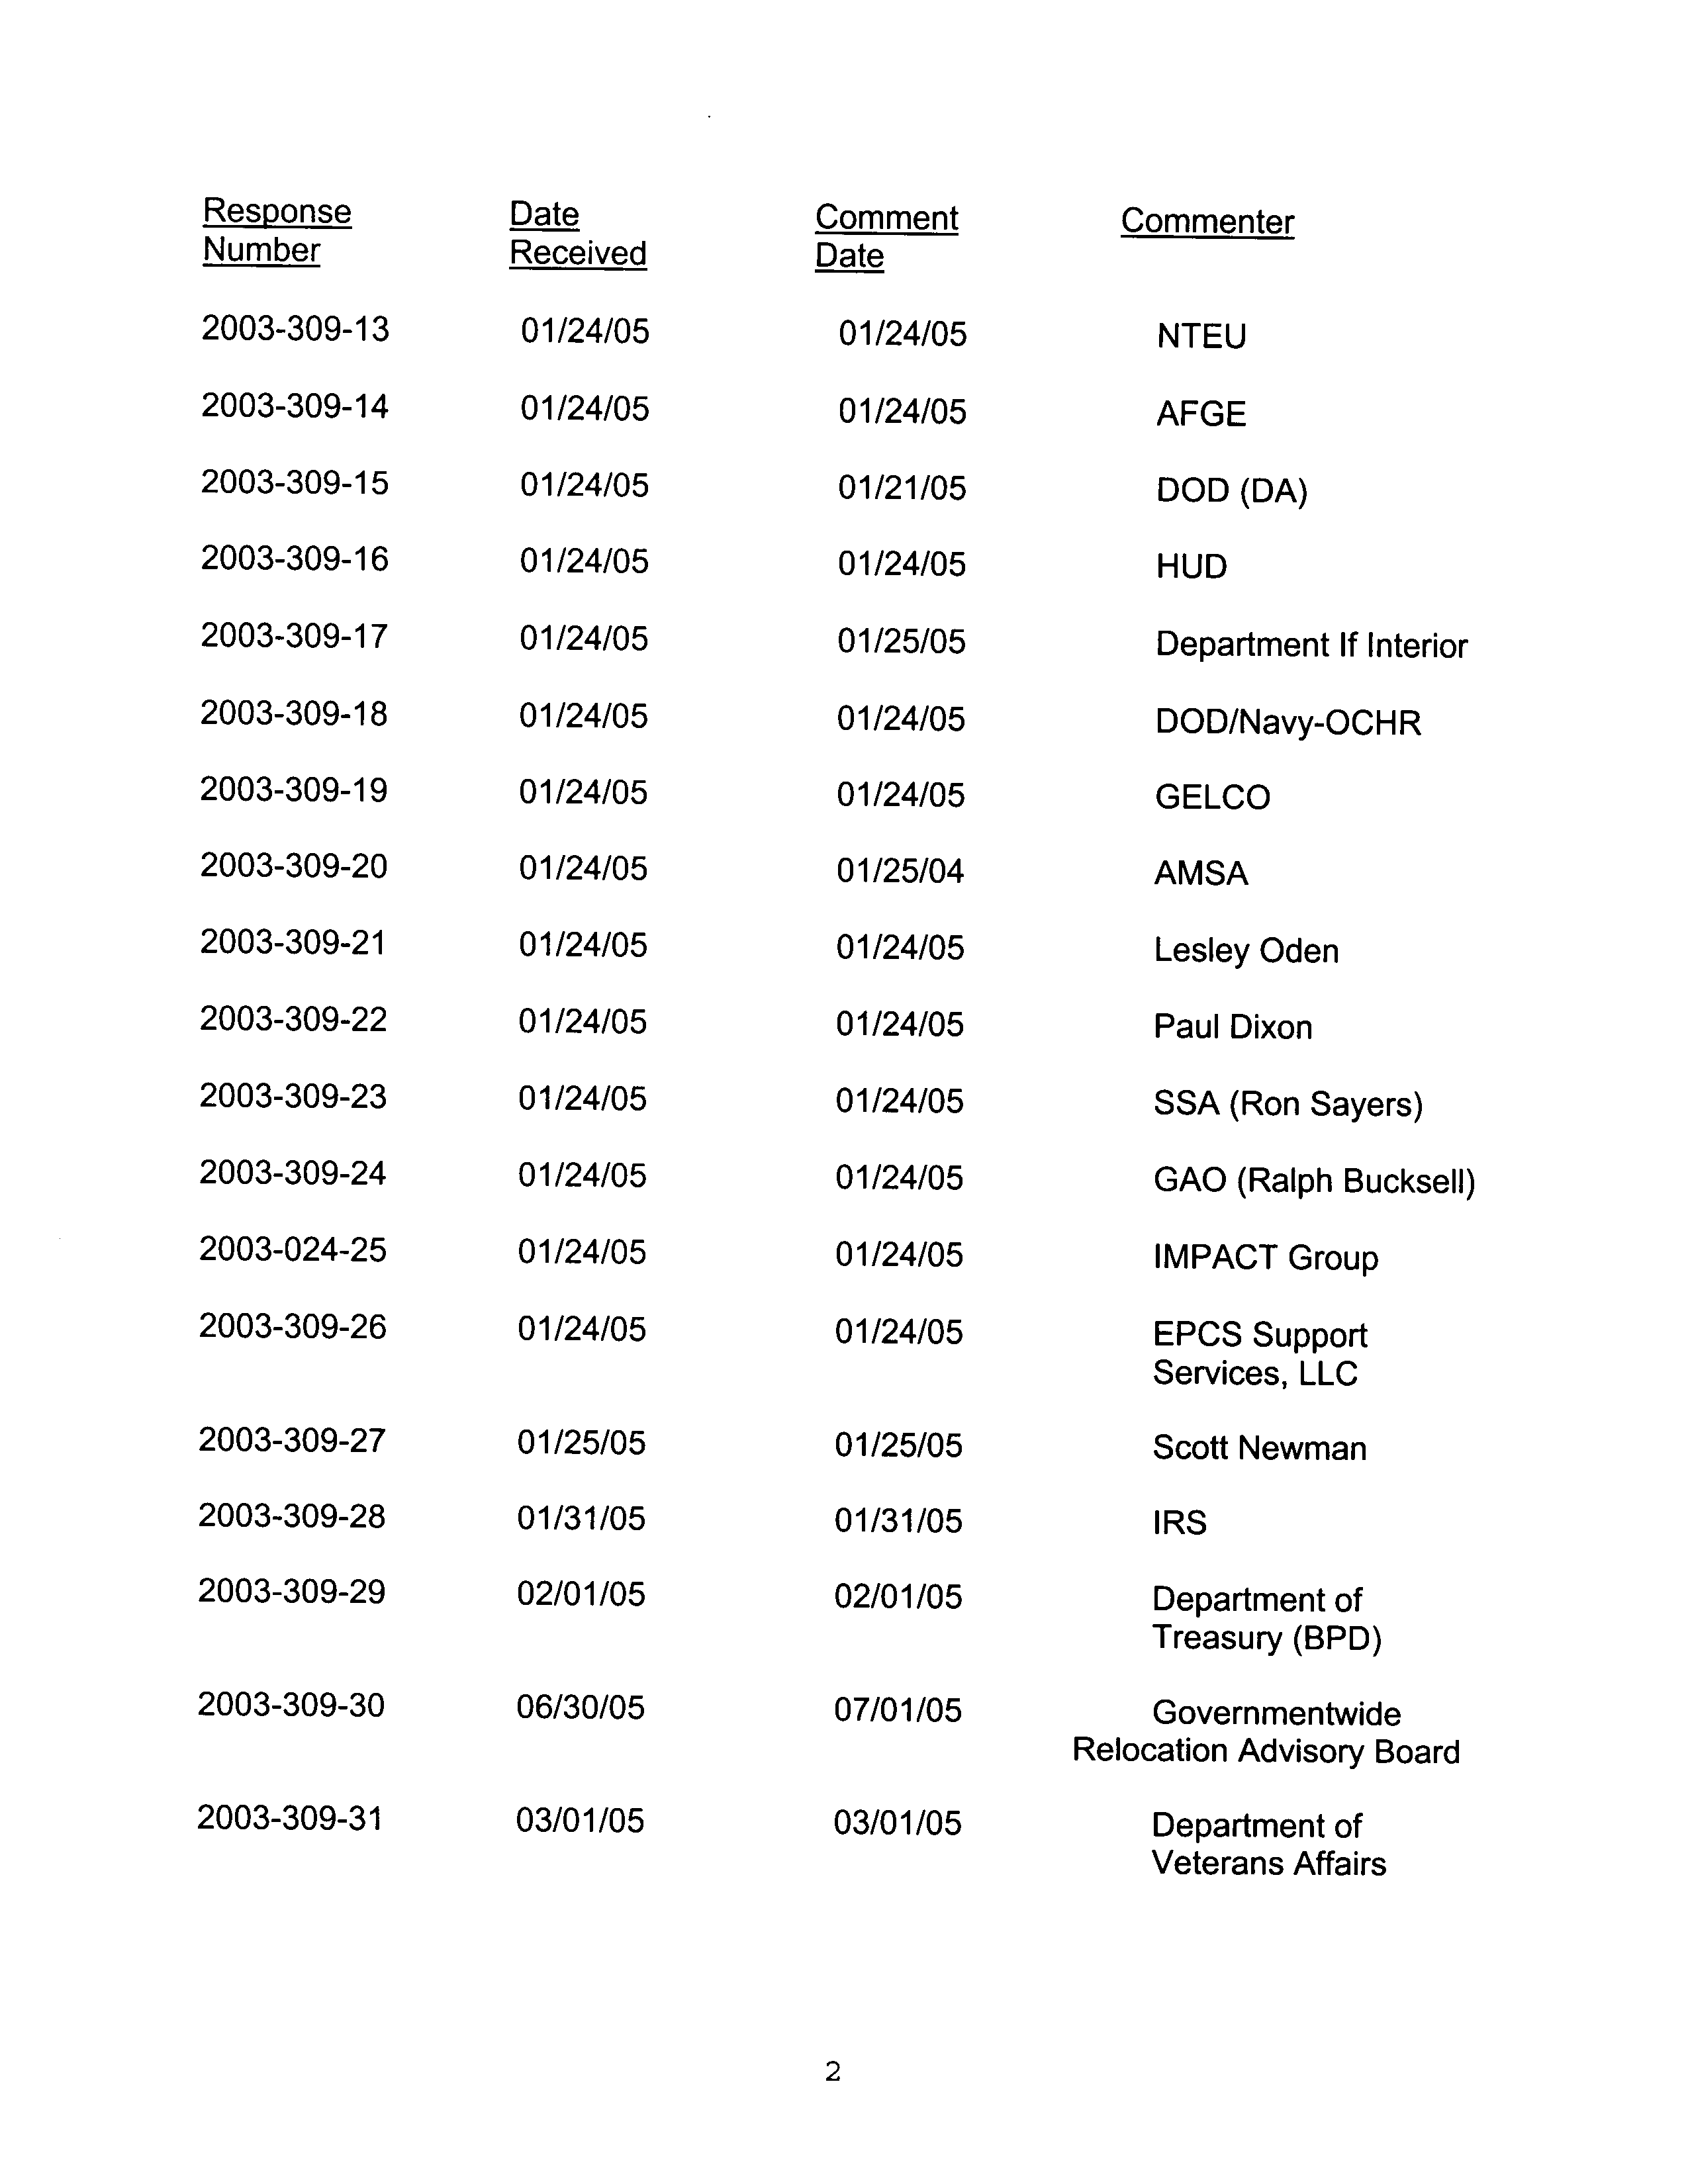 Response Date Comment Commenter
Number Received Date
2003-309-13 01/24/05 01/24/05 NTEU
2003-309-14 01/24/05 01/24/05 AFGE
2003-309-15 01/24/05 01/21/05 DOD (DA)
2003-309-16 01/24/05 01/24/05 HUD
2003-309-17 01/24/05 01/25/05 Department If Interior
2003-309-18 01/24/05 01/24/05 DOD/Navy-OCHR
2003-309-19 01/24/05 01/24/05 GELCO
2003-309-20 01/24/05 01/25/04 AMSA
2003-309-21 01/24/05 01/24/05 Lesley Oden
2003-309-22 01/24/05 01/24/05 Paul Dixon
2003-309-23 01/24/05 01/24/05 SSA (Ron Sayers)
2003-309-24 01/24/05 01/24/05 GAO (Ralph Bucksell)
2003-024-25 01/24/05 01/24/05 IMPACT Group
2003-309-26 01/24/05 01/24/05 EPCS Support
Services, LLC
2003-309-27 01/25/05 01/25/05 Scott Newman
2003-309-28 01/31/05 01/31/05 IRS
2003-309-29 02/01/05 02/01/05 Department of
Treasury (BPD)
2003-309-30 06/30/05 07/01/05 Governmentwide
Relocation Advisory Board
2003-309-31 03/01/05 03/01/05 Department of
Veterans Affairs
2